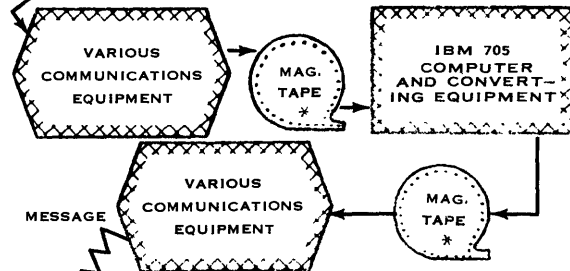 VARIOUS
COMMUNICATIONS
EQUIPMENT
MAG.
TAPE
*
IBM 705
COMPUTER
AND CONVERT-
ING EQUIPMENT
VARIOUS
COMMUNICATIONS
EQUIPMENT
MAG.
TAPE
*
MESSAGE